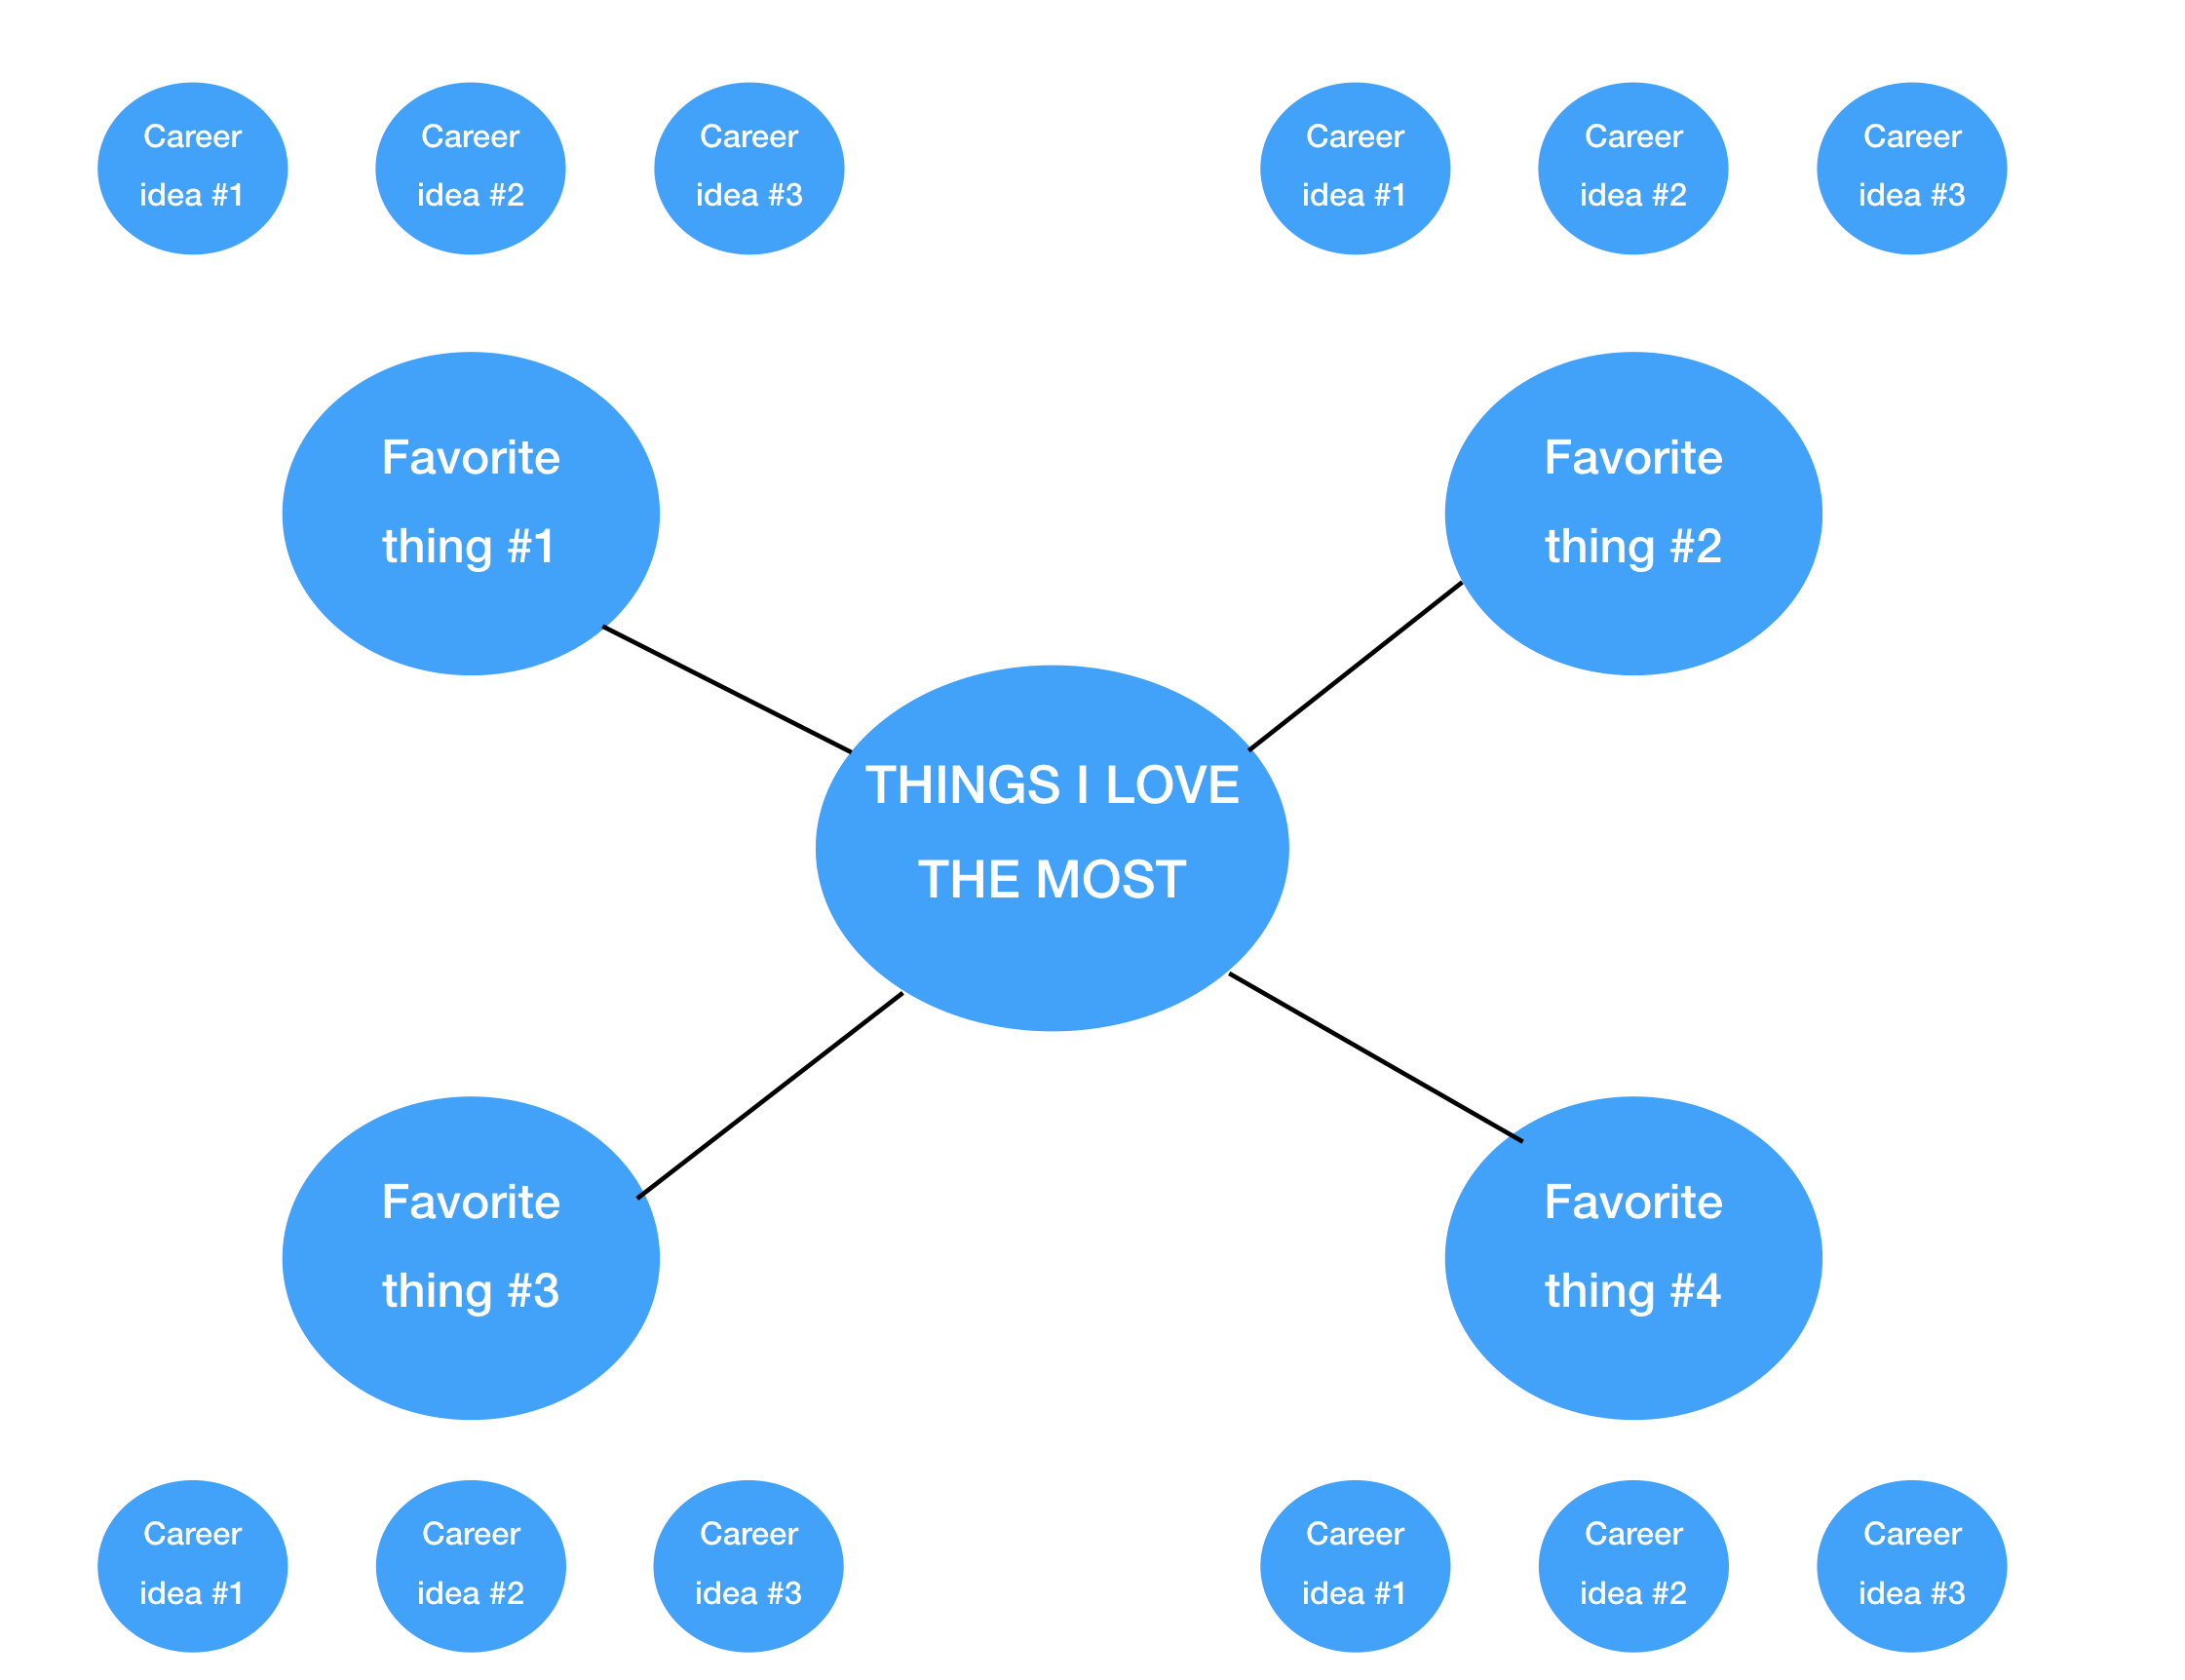 Career
idea #1
Career
idea #2
Career
idea #3
Career
idea #1
Career
idea #2
Career
idea #3
Favorite
thing #1
Favorite
thing #2
THINGS I LOVE
THE MOST
Favorite
thing #3
Favorite
thing #4
Career
idea #1
Career
idea #2
Career
idea #3
Career
idea #1
Career
idea #2
Career
idea #3